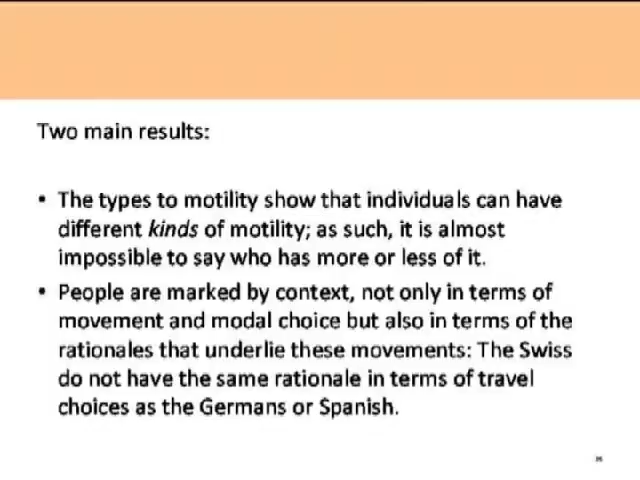 Two main results:
• The types to motility show that individuals can have
different kinds of motility; as such, it is almost
impossible to say who has more or less of it.
• People are marked by context, not only in terms of
movement and modal choice but also in terms of the
rationales that underlie these movements: The Swiss
do not have the same rationale in terms of travel
choices as the Germans or Spanish.